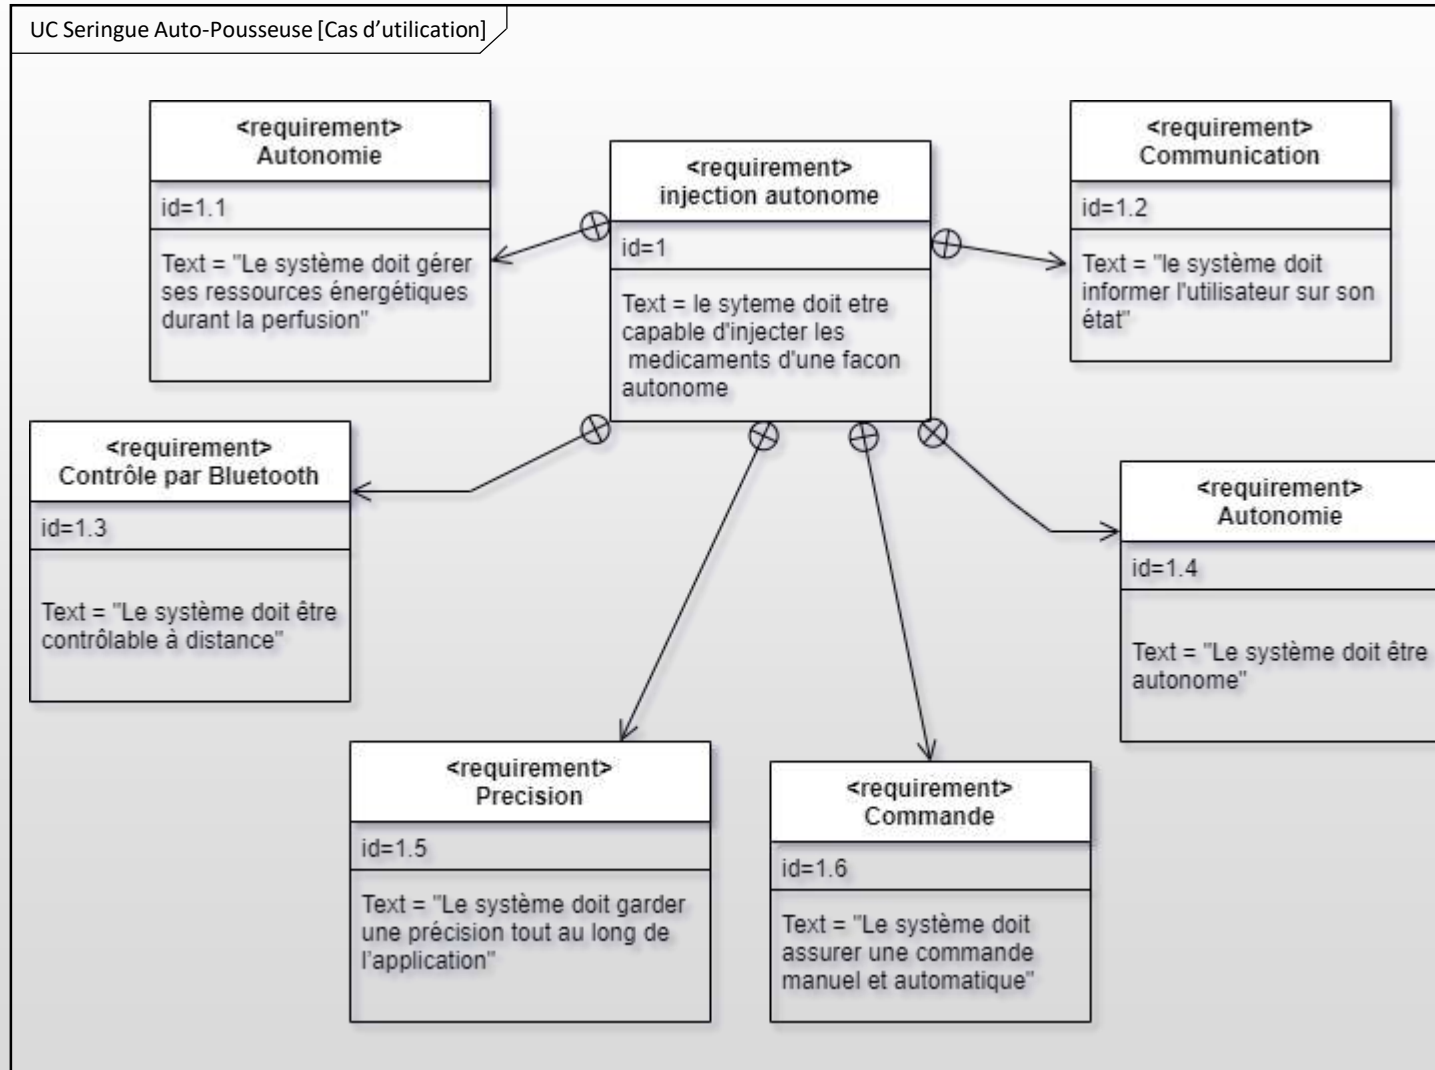 UC Seringue Auto-Pousseuse [Cas d’utilication]
<requirement>
Autonomie
id=1.1
Text = "Le système doit gérer
ses ressources énergétiques
durant la perfusion"
<requirement>
injection autonome
id=1
Text = le syteme doit etre
capable d'injecter les
medicaments d'une facon
autonome
<requirement>
Communication
id=1.2
Text = "le système doit
informer l'utilisateur sur son
état"
<requirement>
Contrôle par Bluetooth
id=1.3
Text = "Le système doit être
contrôlable à distance"
<requirement>
Autonomie
id=1.4
Text = "Le système doit être
autonome"
<requirement>
Precision
id=1.5
Text = "Le système doit garder
une précision tout au long de
l'application"
<requirement>
Commande
id=1.6
Text = "Le système doit
assurer une commande
manuel et automatique"